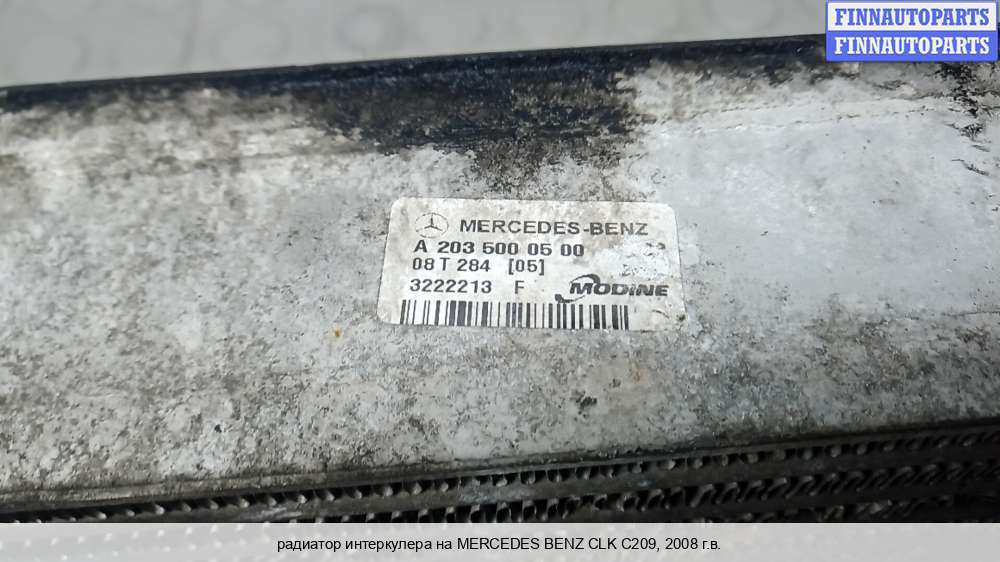 FINNAUTOPARTS
FINNAUTOPARTS
MERCEDES-BENZ
A 203 500 05 00
08 T 284 [05]
3222213 F MODINE
радиатор интеркулера на MERCEDES BENZ CLK C209, 2008 г.в.